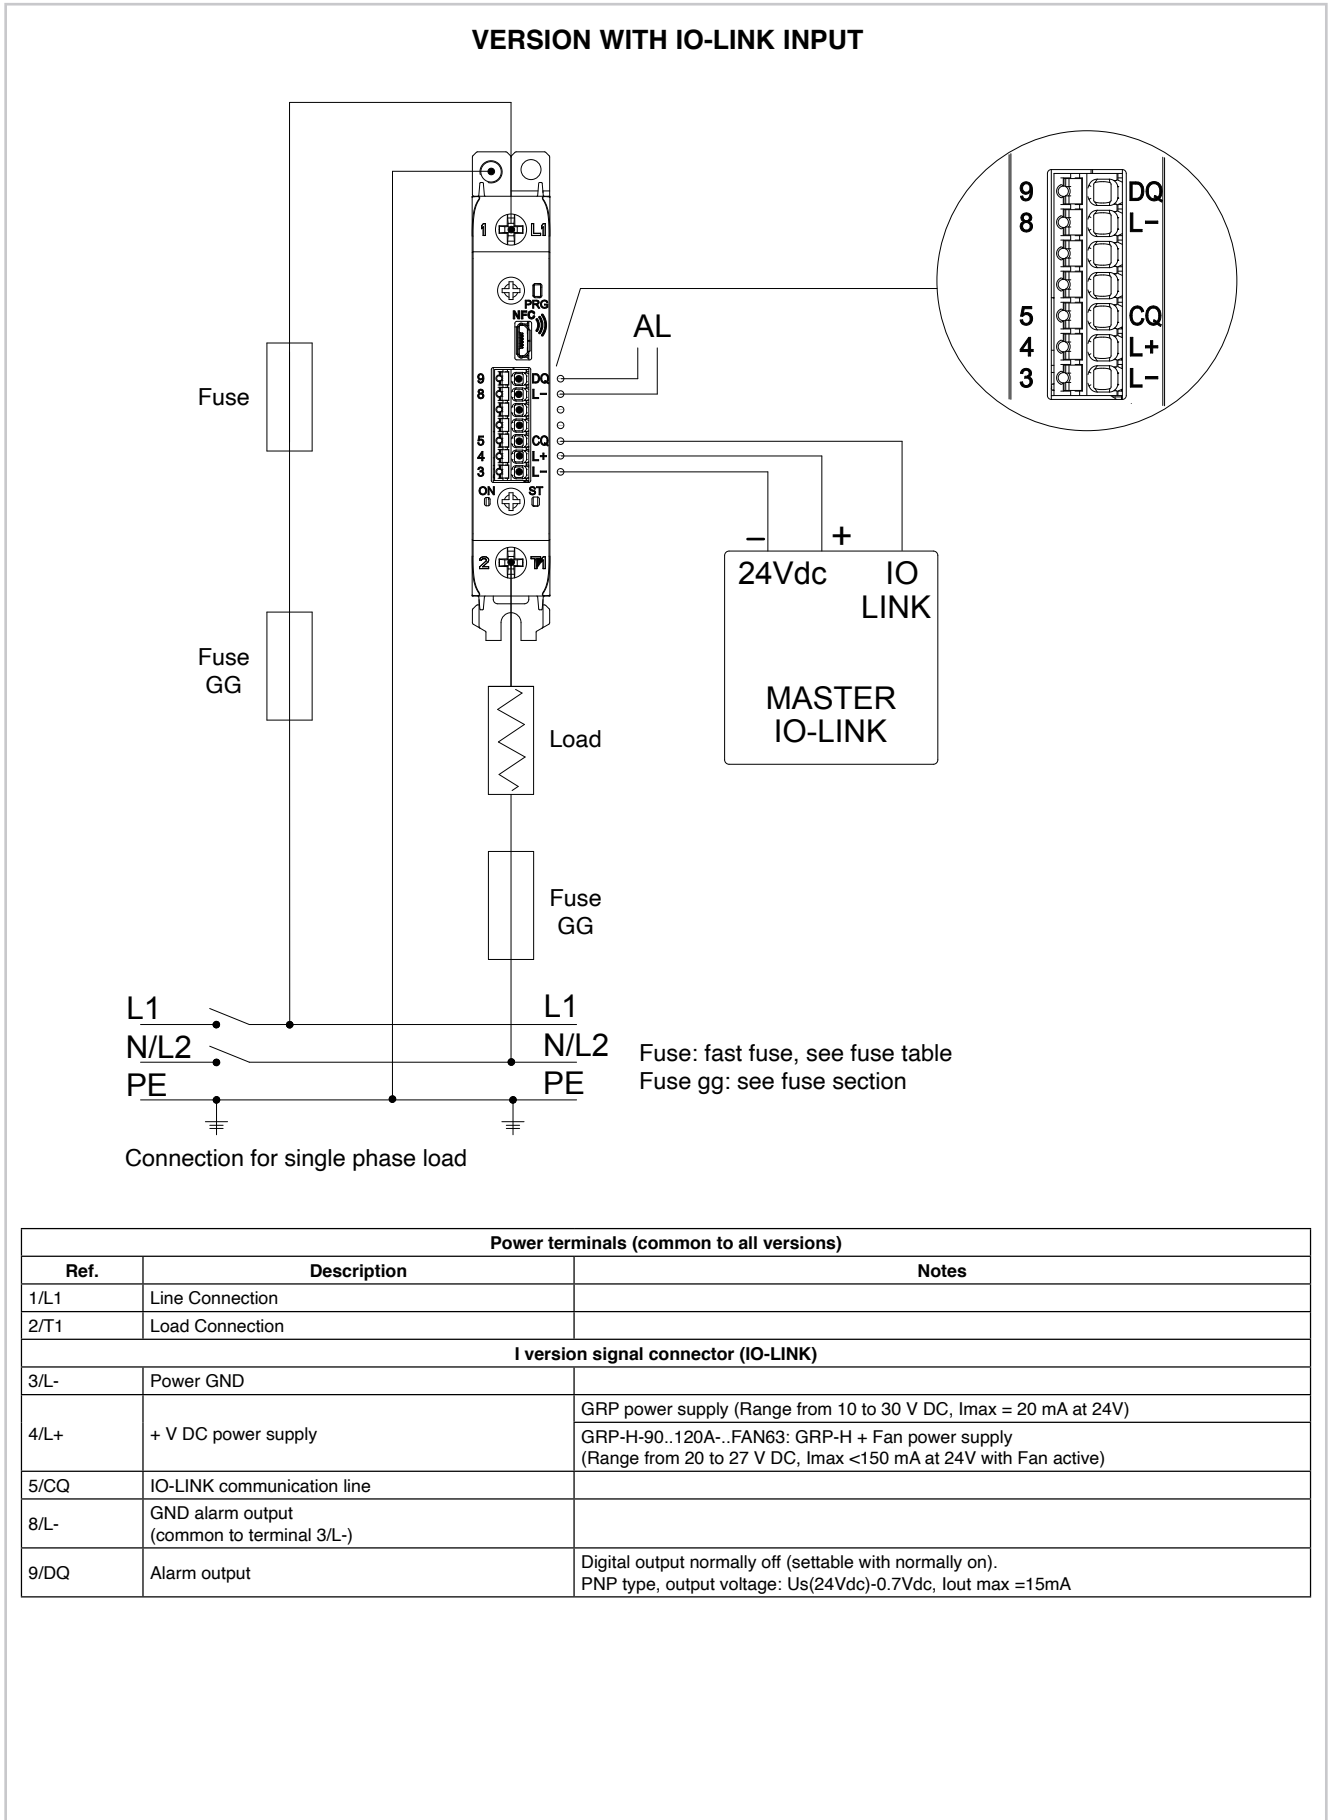 VERSION WITH IO-LINK INPUT
1 L1
PRG
NFC
9 DQ
8 L-
5 CQ
4 L+
3 L-
ON ST
2 T1
AL
9 DQ
8 L-
5 CQ
4 L+
3 L-
Fuse
Fuse
GG
– +
24Vdc IO
LINK
MASTER
IO-LINK
Load
Fuse
GG
L1 L1
N/L2 N/L2
PE PE
Fuse: fast fuse, see fuse table
Fuse gg: see fuse section
Connection for single phase load
Power terminals (common to all versions)
Ref. Description Notes
1/L1 Line Connection
2/T1 Load Connection
I version signal connector (IO-LINK)
3/L- Power GND
4/L+ + V DC power supply
GRP power supply (Range from 10 to 30 V DC, Imax = 20 mA at 24V)
GRP-H-90..120A-..FAN63: GRP-H + Fan power supply
(Range from 20 to 27 V DC, Imax <150 mA at 24V with Fan active)
5/CQ IO-LINK communication line
8/L- GND alarm output
(common to terminal 3/L-)
9/DQ Alarm output
Digital output normally off (settable with normally on).
PNP type, output voltage: Us(24Vdc)-0.7Vdc, Iout max =15mA